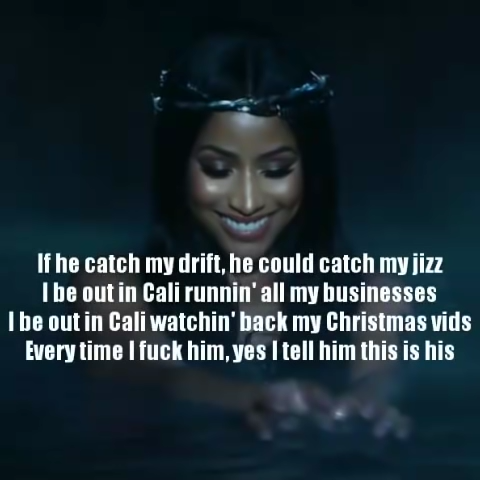 If he catch my drift, he could catch my jizz
I be out in Cali runnin' all my businesses
I be out in Cali watchin' back my Christmas vids
Every time I fuck him, yes I tell him this is his